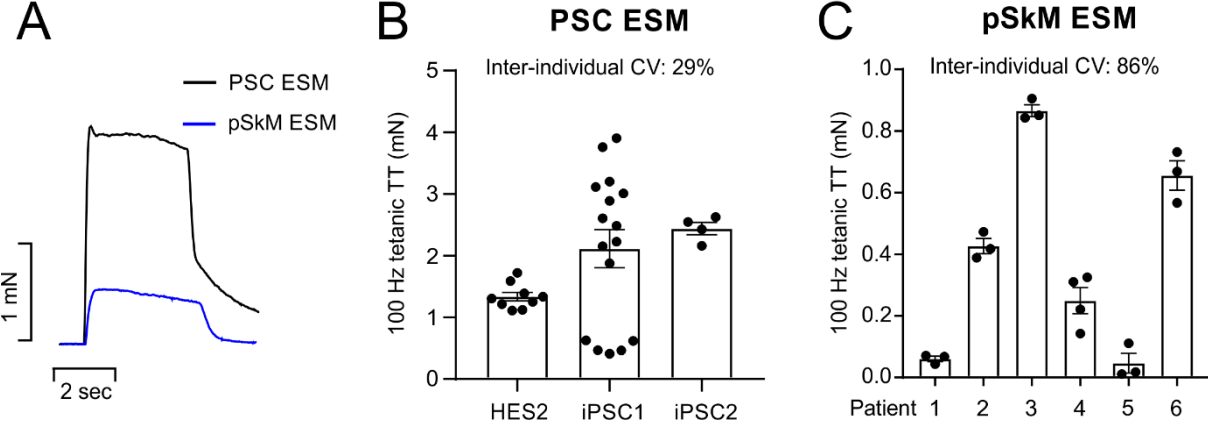 A
PSC ESM
pSkM ESM
1 mN
2 sec
B
PSC ESM
Inter-individual CV: 29%
100 Hz tetanic TT (mN)
5
4
3
2
1
0
HES2 iPSC1 iPSC2
C
pSkM ESM
Inter-individual CV: 86%
100 Hz tetanic TT (mN)
1.0
0.8
0.6
0.4
0.2
0.0
Patient 1 2 3 4 5 6